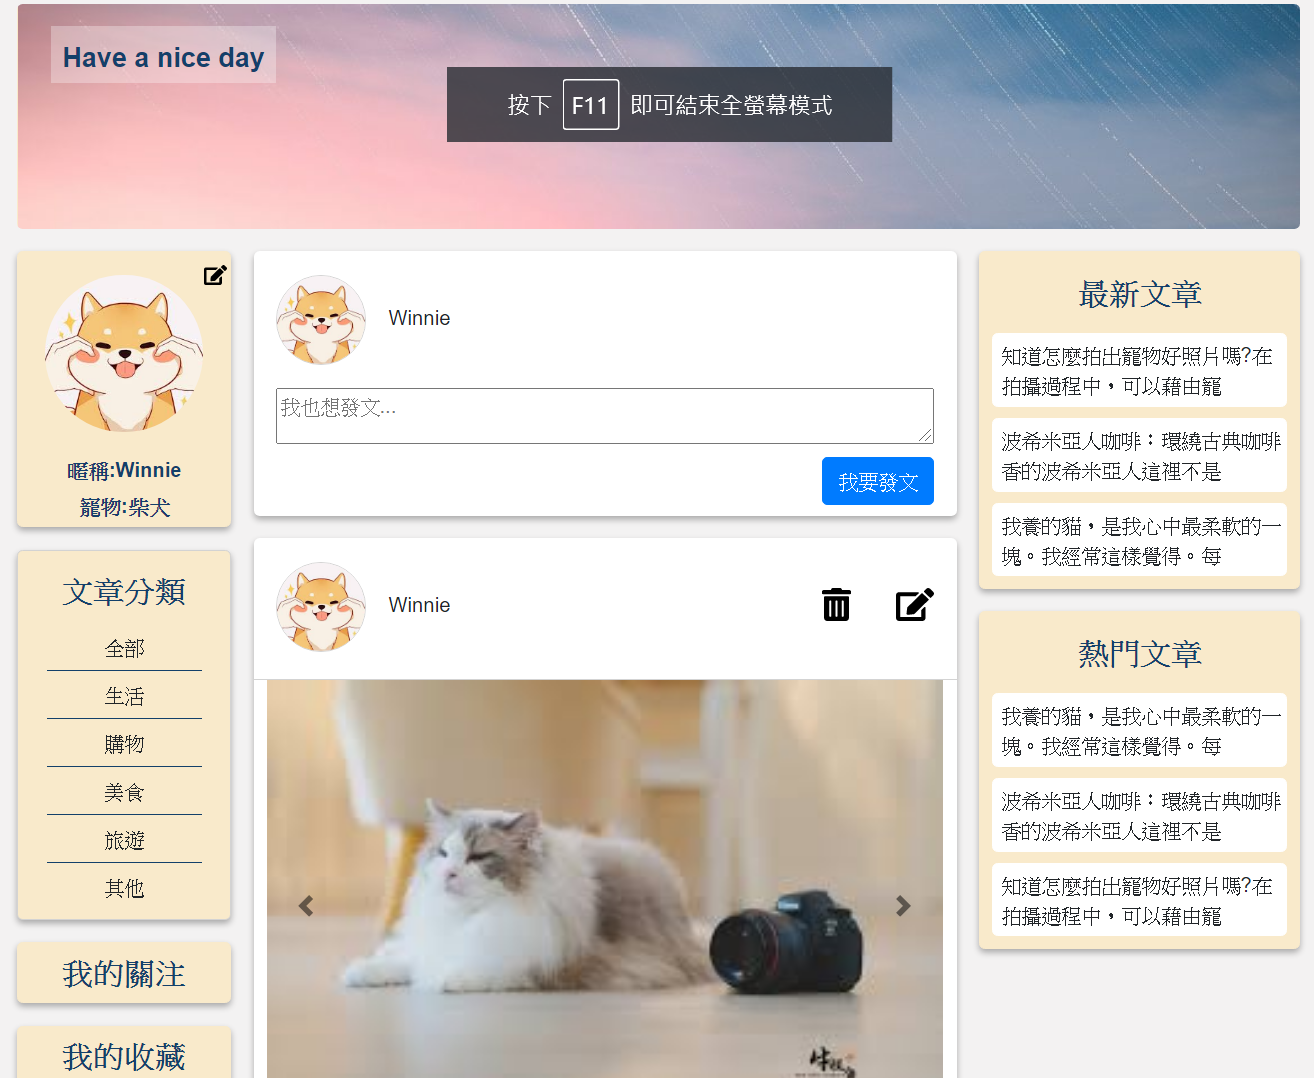 Have a nice day
按下 F11 即可結束全螢幕模式
暱稱:Winnie
寵物:柴犬
文章分類
全部
生活
購物
美食
旅遊
其他
我的關注
我的收藏
Winnie
我也想發文...
我要發文
Winnie
最新文章
知道怎麼拍出寵物好照片嗎?在
拍攝過程中，可以藉由寵
波希米亞人咖啡：環繞古典咖啡
香的波希米亞人這裡不是
我養的貓，是我心中最柔軟的一
塊。我經常這樣覺得。每
熱門文章
我養的貓，是我心中最柔軟的一
塊。我經常這樣覺得。每
波希米亞人咖啡：環繞古典咖啡
香的波希米亞人這裡不是
知道怎麼拍出寵物好照片嗎?在
拍攝過程中，可以藉由寵